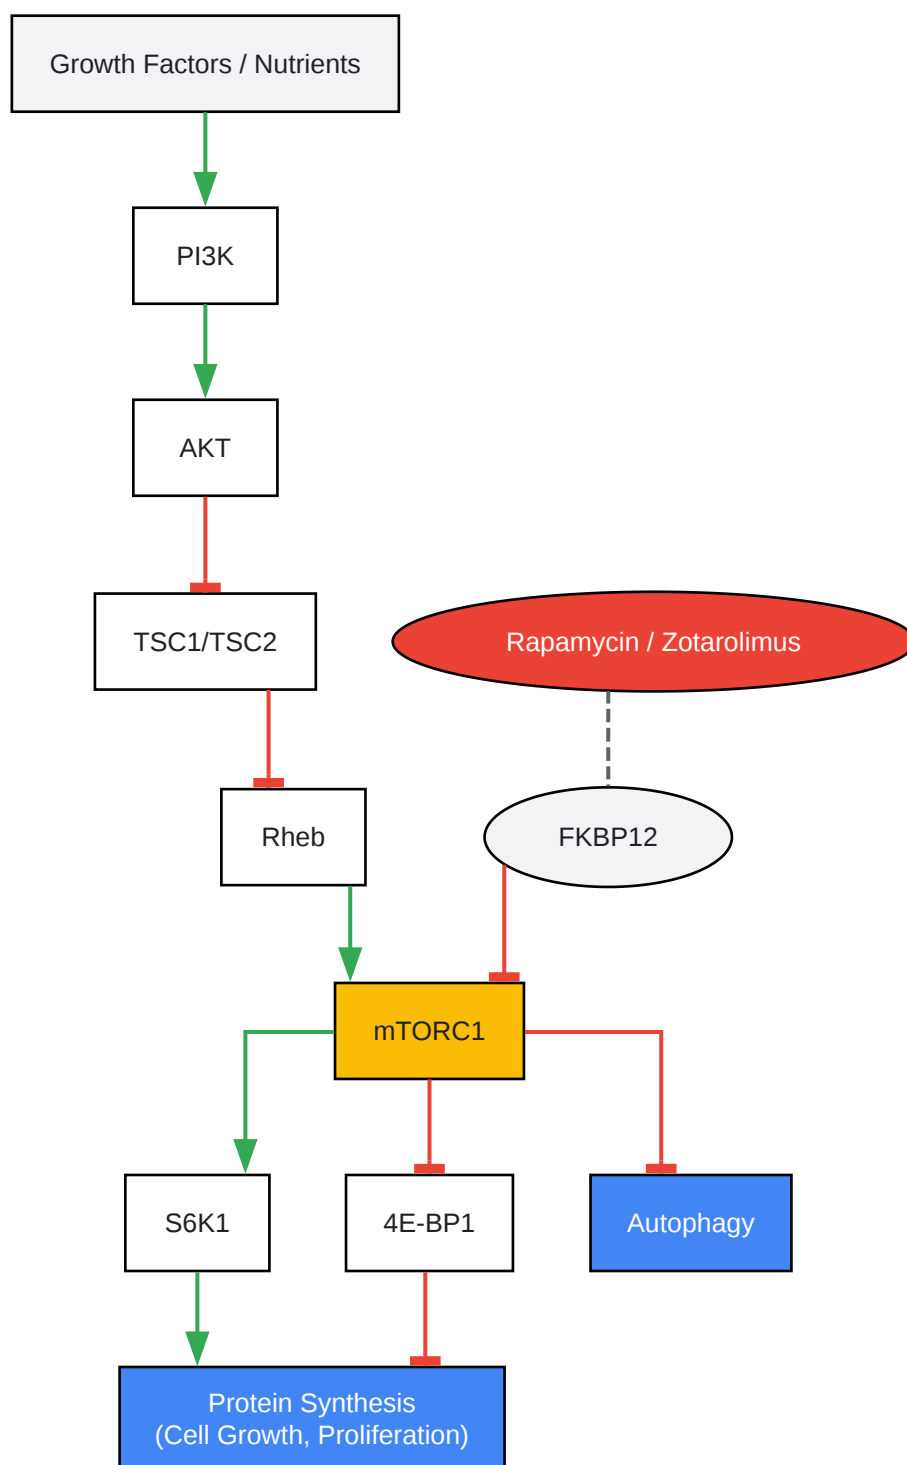 Growth Factors / Nutrients
PI3K
AKT
TSC1/TSC2
Rapamycin / Zotarolimus
Rheb
FKBP12
mTORC1
S6K1
4E-BP1
Autophagy
Protein Synthesis
(Cell Growth, Proliferation)